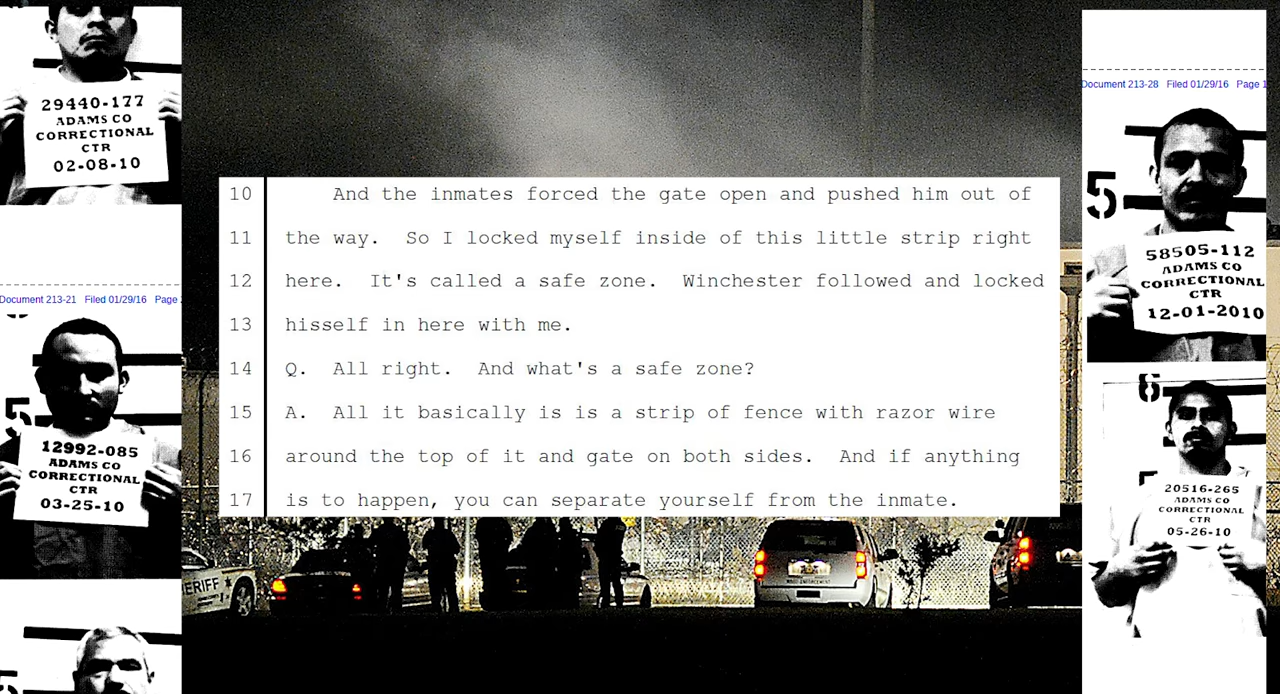 29440-177
ADAMS CO
CORRECTIONAL
CTR
02-08-10
Document 213-21 Filed 01/29/16 Page
5
12992-085
ADAMS CO
CORRECTIONAL
CTR
03-25-10
5
10 And the inmates forced the gate open and pushed him out of
11 the way. So I locked myself inside of this little strip right
12 here. It's called a safe zone. Winchester followed and locked
13 hisself in here with me.
14 Q. All right. And what's a safe zone?
15 A. All it basically is is a strip of fence with razor wire
16 around the top of it and gate on both sides. And if anything
17 is to happen, you can separate yourself from the inmate.
Document 213-28 Filed 01/29/16 Page 1
5
58505-112
ADAMS CO
CORRECTIONAL
CTR
12-01-2010
6
5
20516-265
ADAMS CO
CORRECTIONAL
CTR
05-26-10